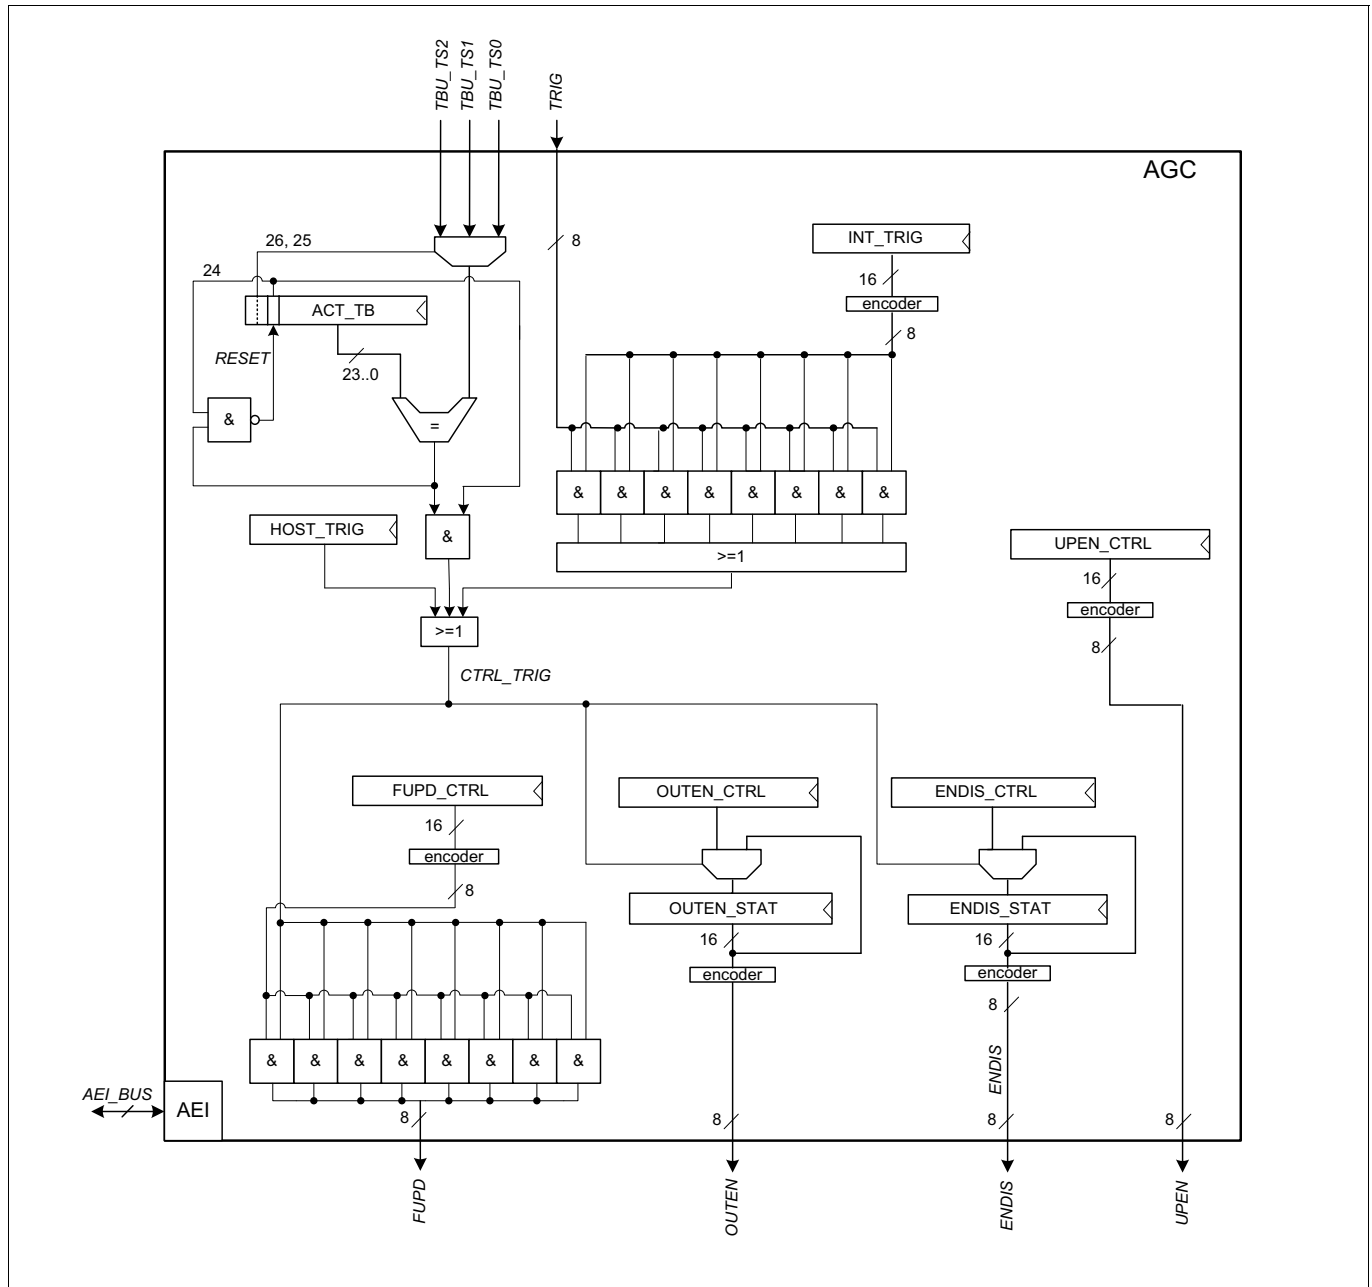 TBU_TS2
TBU_TS1
TBU_TS0
TRIG
AGC
26, 25
8
INT_TRIG
24
16
encoder
ACT_TB
8
RESET
23..0
&
=
& & & & & & & &
HOST_TRIG
&
>=1
UPEN_CTRL
16
encoder
>=1
8
CTRL_TRIG
FUPD_CTRL
OUTEN_CTRL
ENDIS_CTRL
16
encoder
8
OUTEN_STAT
ENDIS_STAT
16
16
encoder
encoder
8
& & & & & & & &
ENDIS
AEI_BUS
AEI
8
8
8
8
FUPD
OUTEN
ENDIS
UPEN